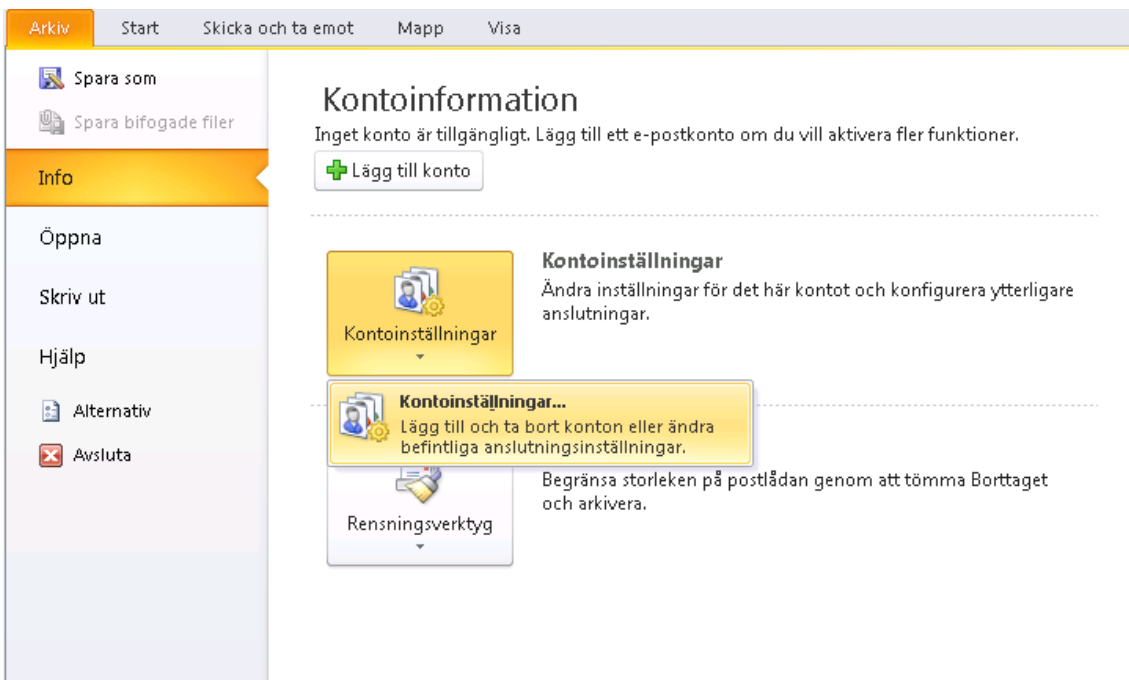 Arkiv Start Skicka och ta emot Mapp Visa
Spara som
Spara bifogade filer
Info
Öppna
Skriv ut
Hjälp
Alternativ
Avsluta
Kontoinformation
Inget konto är tillgängligt. Lägg till ett e-postkonto om du vill aktivera fler funktioner.
Lägg till konto
Kontoinställningar
Kontoinställningar
Ändra inställningar för det här kontot och konfigurera ytterligare
anslutningar.
Kontoinställningar...
Lägg till och ta bort konton eller ändra
befintliga anslutningsinställningar.
Rensningsverktyg
Begränsa storleken på postlådan genom att tömma Borttaget
och arkivera.